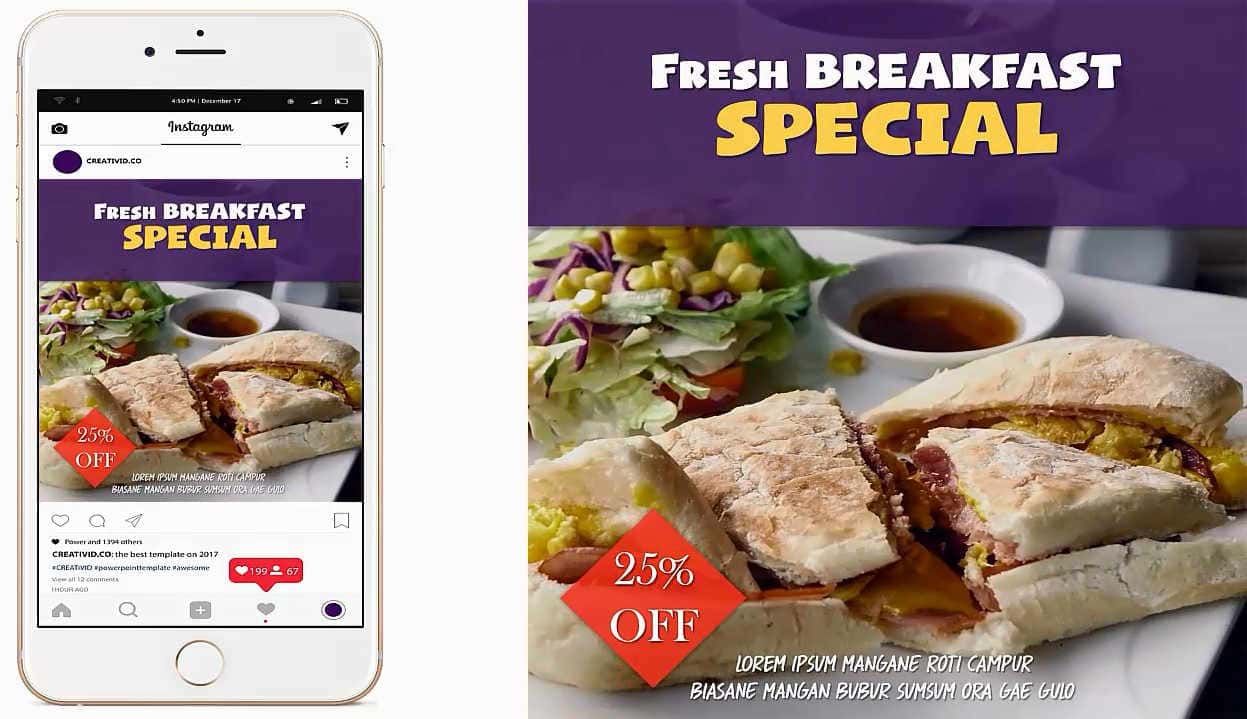 4:50 PM | December 17
Instagram
CREATIVID.CO
Fresh BREAKFAST
SPECIAL
25%
OFF
LOREM IPSUM MANGANE ROTI CAMPUR
BIASANE MANGAN BUBUR SUMSUM ORA GAE GULO
Power and 1394 others
CREATIVID.CO: the best template on 2017
#CREATIVID #powerpointtemplate #awesome
View all 12 comments
1 HOUR AGO
199 67
Fresh BREAKFAST
SPECIAL
25%
OFF
LOREM IPSUM MANGANE ROTI CAMPUR
BIASANE MANGAN BUBUR SUMSUM ORA GAE GULO